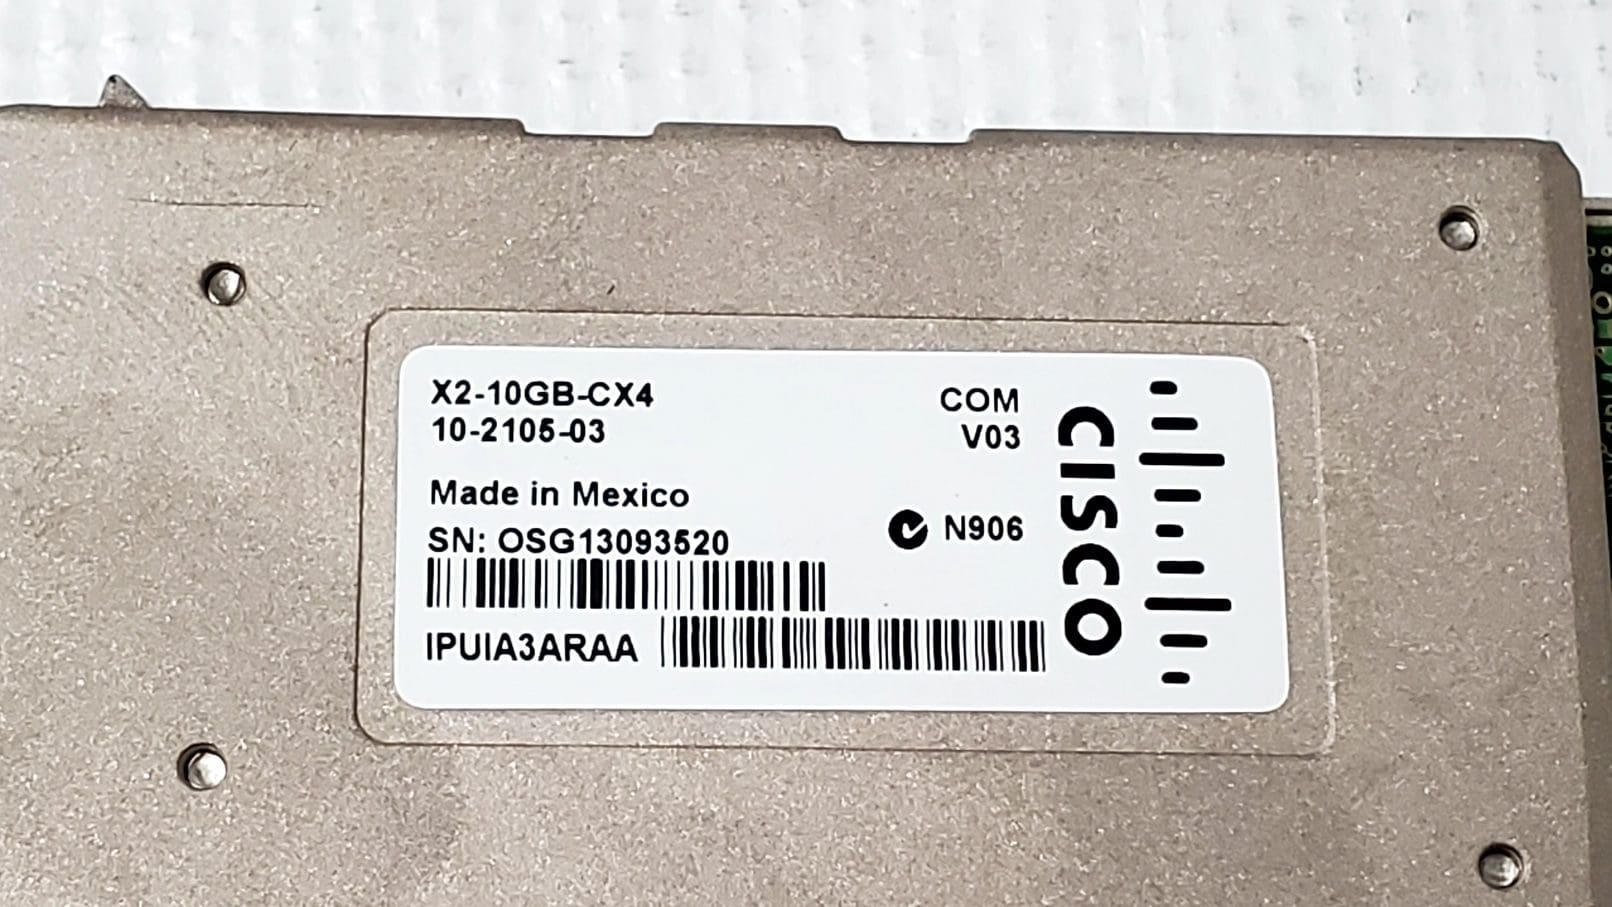 X2-10GB-CX4
10-2105-03
COM
V03
Made in Mexico
SN: OSG13093520
N906
IPUIA3ARAA
CISCO